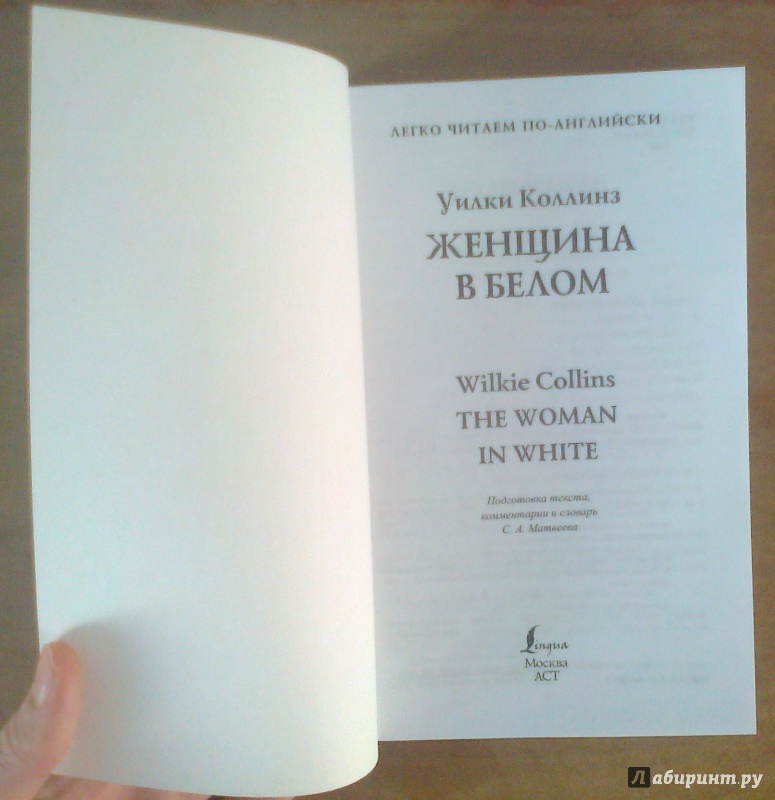 ЛЕГКО ЧИТАЕМ ПО-АНГЛИЙСКИ
Уилки Коллинз
ЖЕНЩИНА
В БЕЛОМ
Wilkie Collins
THE WOMAN
IN WHITE
Подготовка текста,
комментарии и словарь
С. А. Матвеева
Lingua
Москва
АСТ
Лабиринт.ру